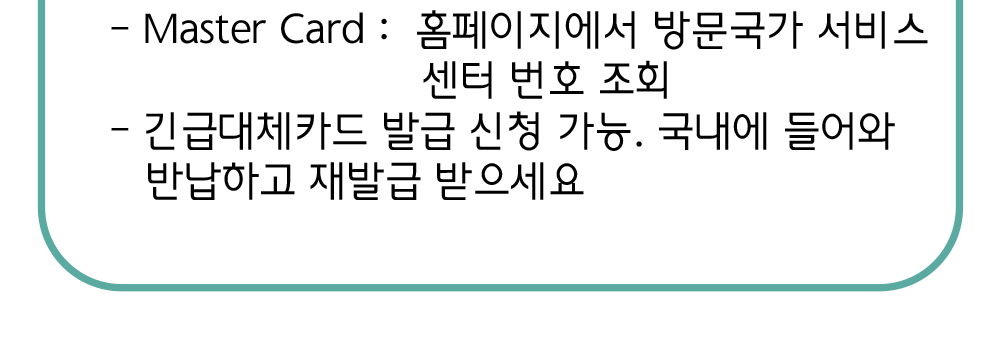 - Master Card : 홈페이지에서 방문국가 서비스
센터 번호 조회
- 긴급대체카드 발급 신청 가능. 국내에 들어와
반납하고 재발급 받으세요